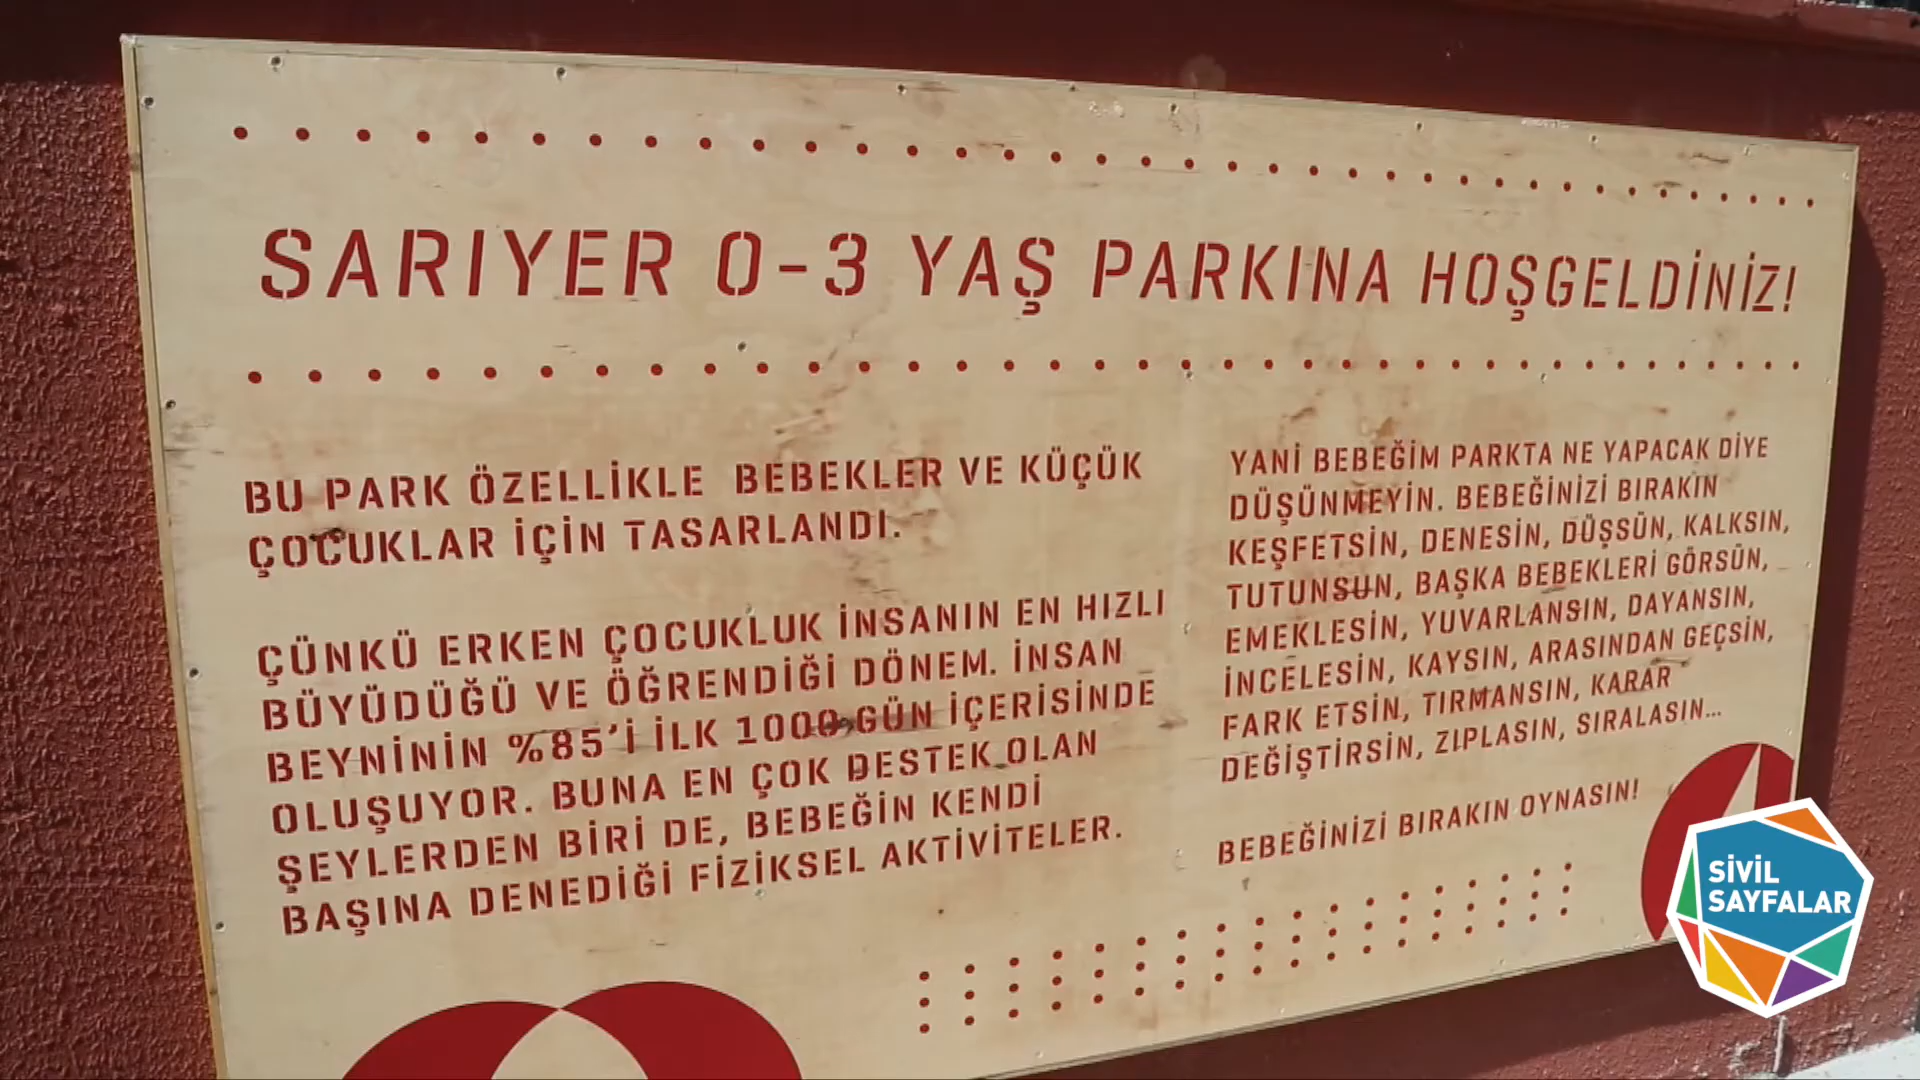 SARIYER 0-3 YAŞ PARKINA HOŞGELDİNİZ!
BU PARK ÖZELLİKLE BEBEKLER VE KÜÇÜK
ÇOCUKLAR İÇİN TASARLANDI.
ÇÜNKÜ ERKEN ÇOCUKLUK İNSANIN EN HIZLI
BÜYÜDÜĞÜ VE ÖĞRENDİĞİ DÖNEM. İNSAN
BEYNİNİN %85'İ İLK 1000 GÜN İÇERİSİNDE
OLUŞUYOR. BUNA EN ÇOK DESTEK OLAN
ŞEYLERDEN BİRİ DE, BEBEĞİN KENDİ
BAŞINA DENEDİĞİ FİZİKSEL AKTİVİTELER.
YANİ BEBEĞİM PARKTA NE YAPACAK DİYE
DÜŞÜNMEYİN. BEBEĞİNİZİ BIRAKIN
KEŞFETSİN, DENESİN, DÜŞSÜN, KALKSIN,
TUTUNSUN, BAŞKA BEBEKLERİ GÖRSÜN,
EMEKLESİN, YUVARLANSIN, DAYANSIN,
İNCELESİN, KAYSIN, ARASINDAN GEÇSİN,
FARK ETSİN, TIRMANSIN, KARAR
DEĞİŞTİRSİN, ZIPLASIN, SIRALASIN...
BEBEĞİNİZİ BIRAKIN OYNASIN!
SİVİL
SAYFALAR